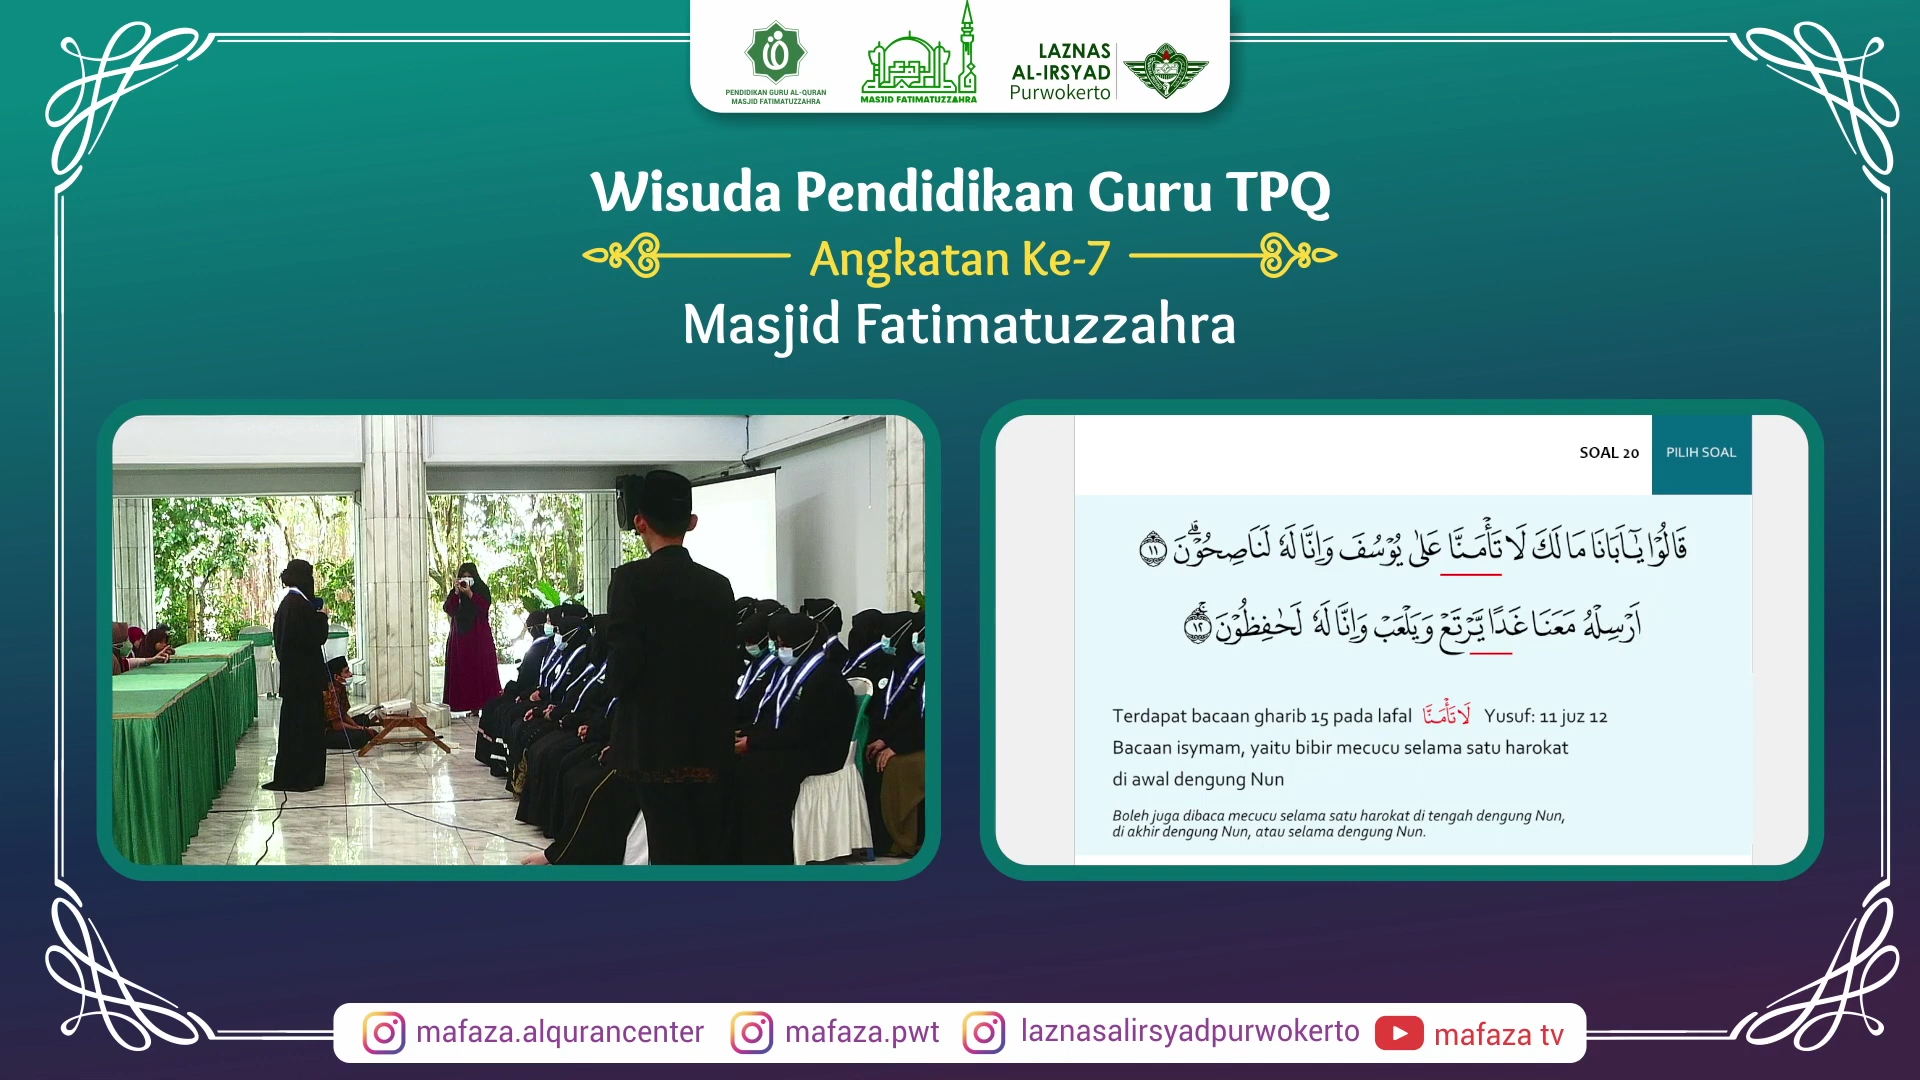 PENDIDIKAN GURU AL-QURAN
MASJID FATIMATUZZAHRA
MASJID FATIMATUZZAHRA
LAZNAS
AL-IRSYAD
Purwokerto
Wisuda Pendidikan Guru TPQ
Angkatan Ke-7
Masjid Fatimatuzzahra
SOAL 20
PILIH SOAL
قَالُوْا يٰٓاَبَانَا مَا لَكَ لَا تَأْمَ۫نَّا عَلٰى يُوْسُفَ وَاِنَّا لَهٗ لَنَاصِحُوْنَ ۗ ١١
اَرْسِلْهُ مَعَنَا غَدًا يَّرْتَعْ وَيَلْعَبْ وَاِنَّا لَهٗ لَحٰفِظُوْنَ ۚ ١٢
Terdapat bacaan gharib 15 pada lafal لَا تَأْمَ۫نَّا Yusuf: 11 juz 12
Bacaan isymam, yaitu bibir mecucu selama satu harokat
di awal dengung Nun
Boleh juga dibaca mecucu selama satu harokat di tengah dengung Nun,
di akhir dengung Nun, atau selama dengung Nun.
mafaza.alqurancenter
mafaza.pwt
laznasalirsyadpurwokerto
mafaza tv